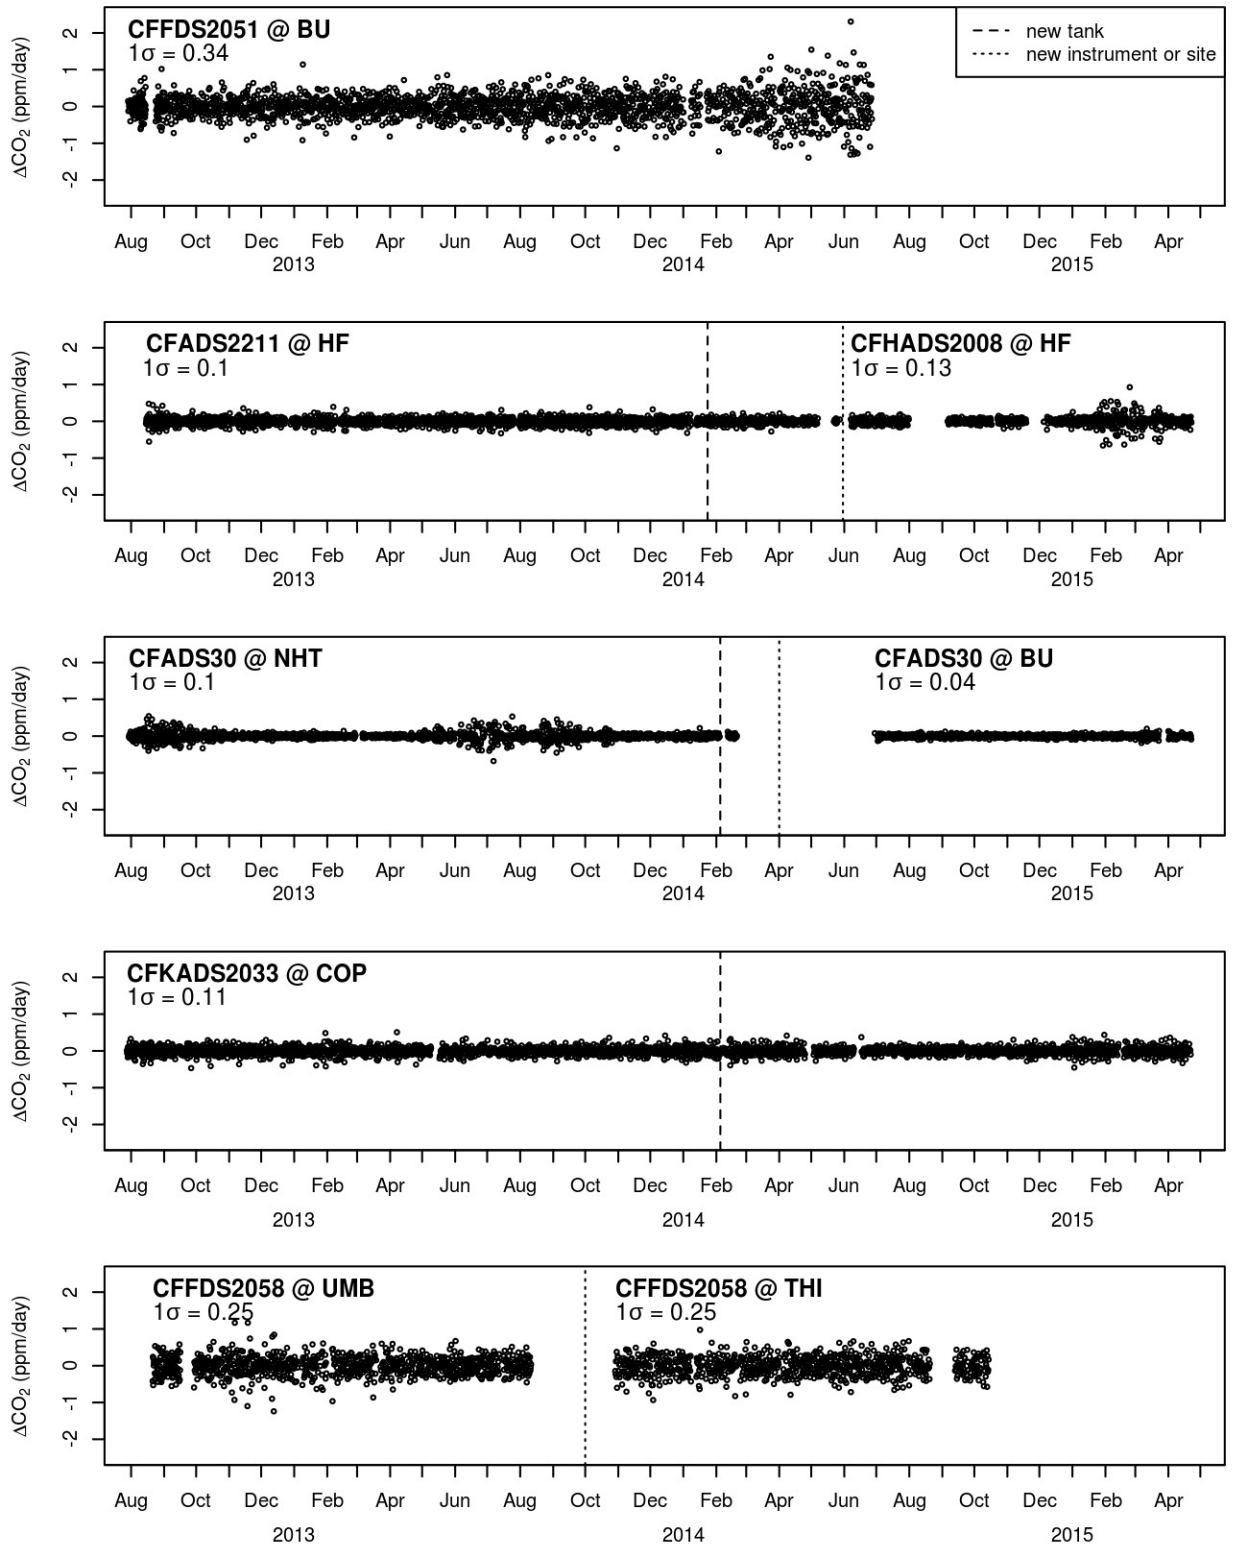 CFFDS2051 @ BU
1σ = 0.34
new tank
new instrument or site
ΔCO2 (ppm/day)
2
1
0
-1
-2
Aug Oct Dec Feb Apr Jun Aug Oct Dec Feb Apr Jun Aug Oct Dec Feb Apr
2013 2014 2015
CFADS2211 @ HF
1σ = 0.1
CFHADS2008 @ HF
1σ = 0.13
ΔCO2 (ppm/day)
2
1
0
-1
-2
Aug Oct Dec Feb Apr Jun Aug Oct Dec Feb Apr Jun Aug Oct Dec Feb Apr
2013 2014 2015
CFADS30 @ NHT
1σ = 0.1
CFADS30 @ BU
1σ = 0.04
ΔCO2 (ppm/day)
2
1
0
-1
-2
Aug Oct Dec Feb Apr Jun Aug Oct Dec Feb Apr Jun Aug Oct Dec Feb Apr
2013 2014 2015
CFKADS2033 @ COP
1σ = 0.11
ΔCO2 (ppm/day)
2
1
0
-1
-2
Aug Oct Dec Feb Apr Jun Aug Oct Dec Feb Apr Jun Aug Oct Dec Feb Apr
2013 2014 2015
CFFDS2058 @ UMB
1σ = 0.25
CFFDS2058 @ THI
1σ = 0.25
ΔCO2 (ppm/day)
2
1
0
-1
-2
Aug Oct Dec Feb Apr Jun Aug Oct Dec Feb Apr Jun Aug Oct Dec Feb Apr
2013 2014 2015